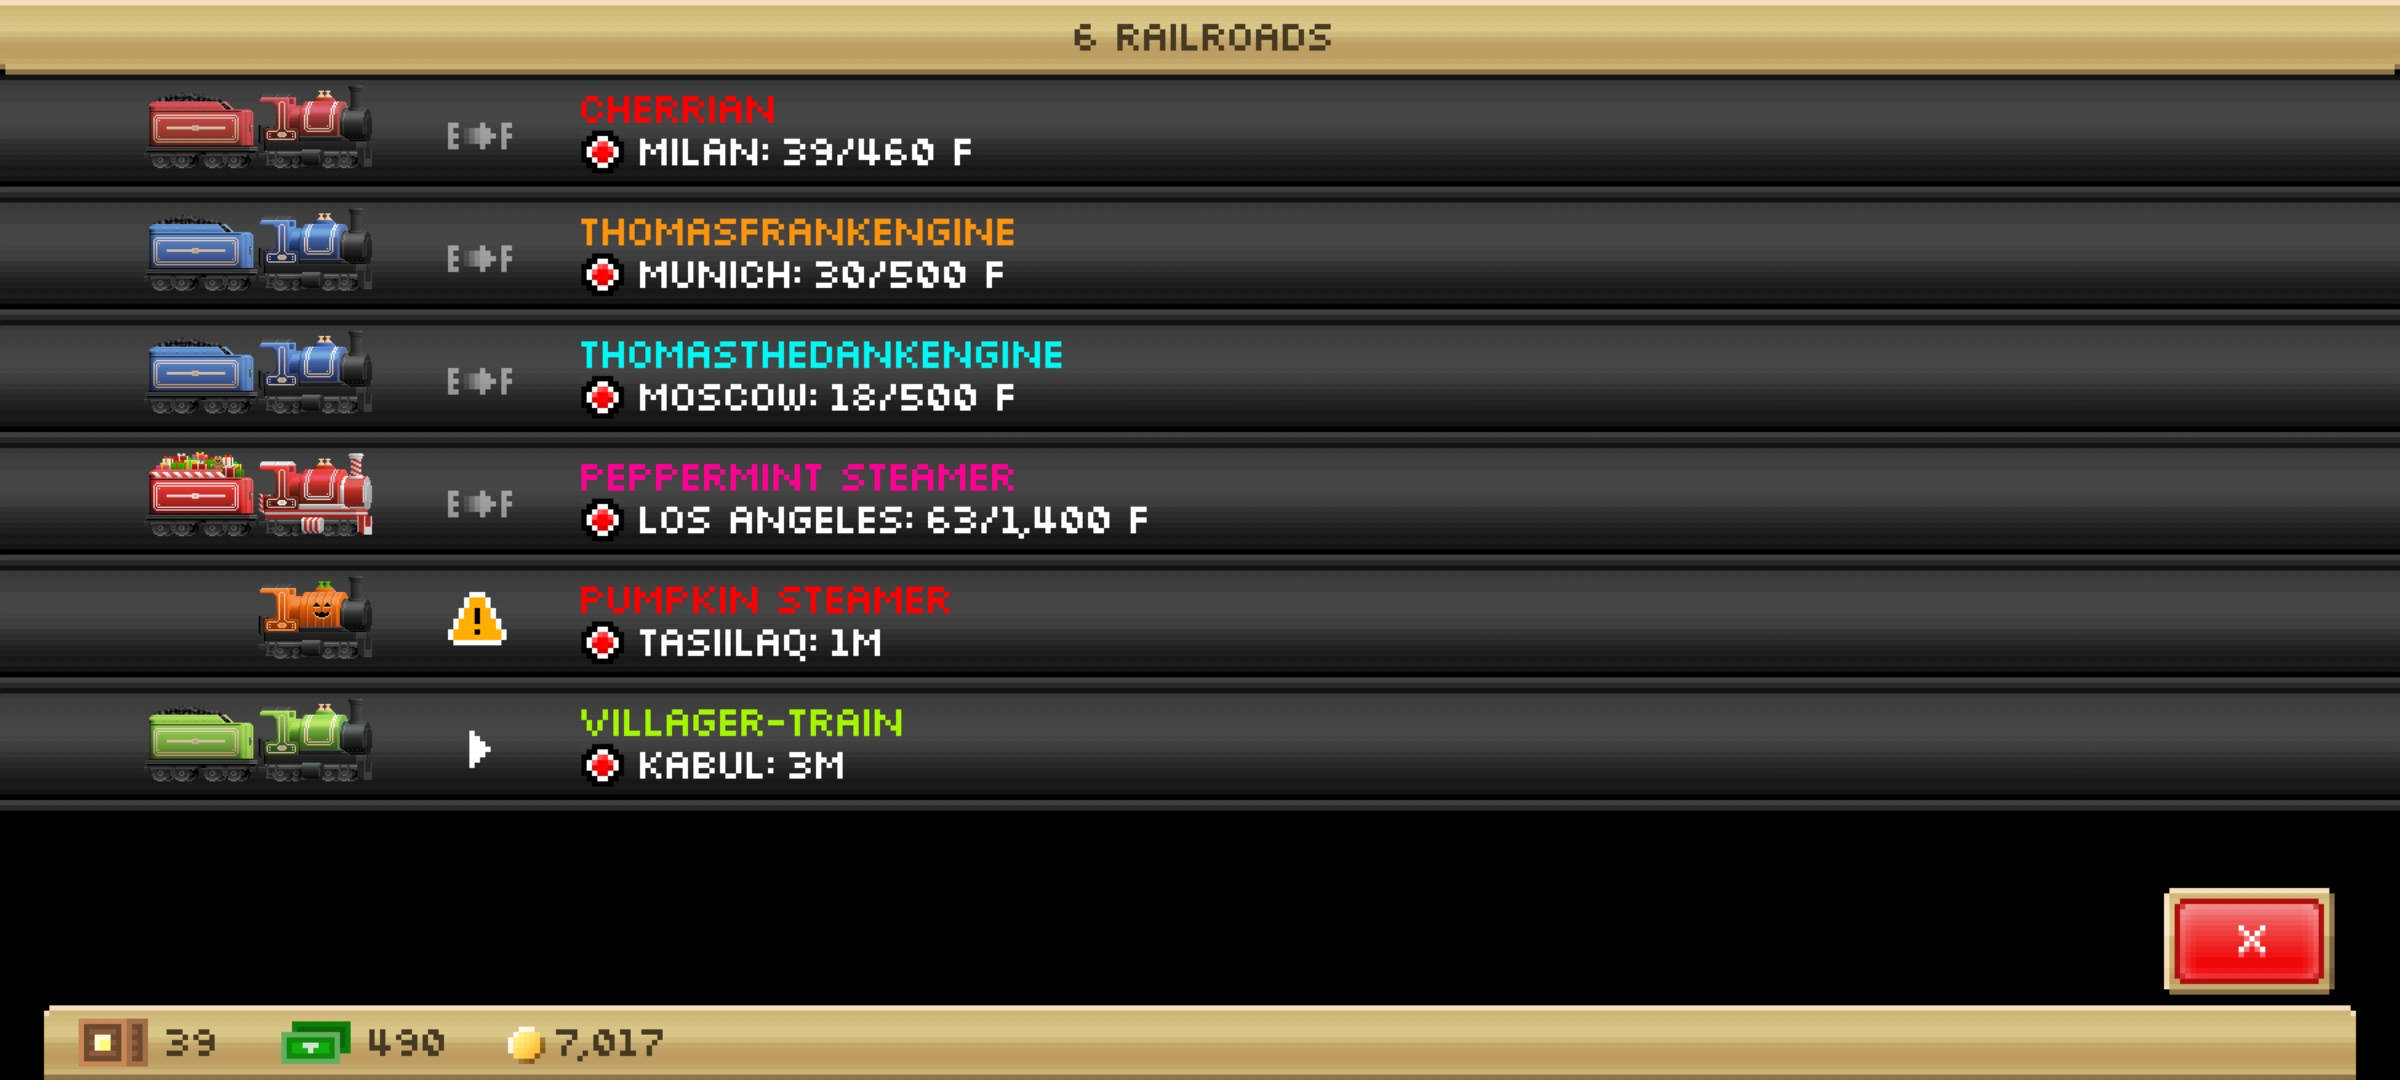 6 RAILROADS
CHERRIAN
E F
MILAN: 39/460 F
THOMASFRANKENGINE
E F
MUNICH: 30/500 F
THOMASTHEDANKENGINE
E F
MOSCOW: 18/500 F
PEPPERMINT STEAMER
E F
LOS ANGELES: 63/1,400 F
PUMPKIN STEAMER
!
TASIILAQ: 1M
VILLAGER-TRAIN
KABUL: 3M
X
39 490 7,017